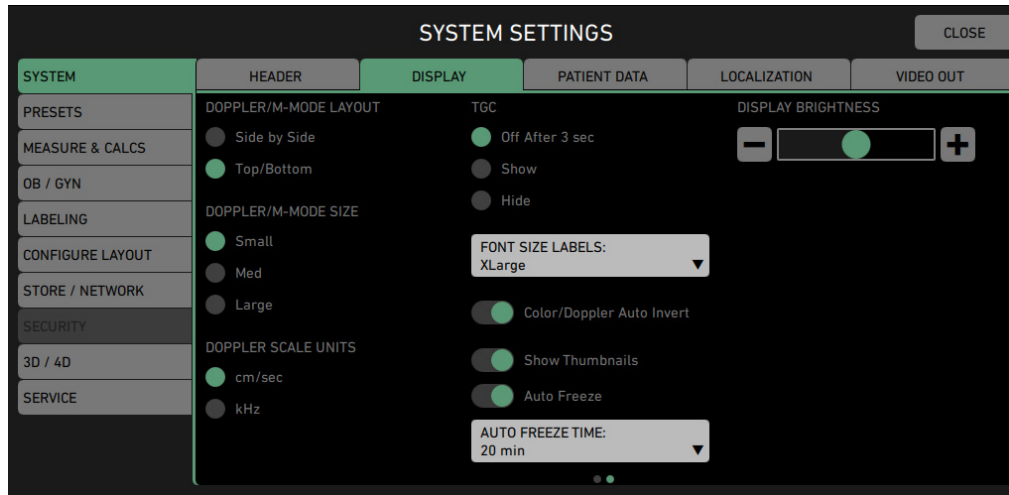 SYSTEM SETTINGS
CLOSE
SYSTEM
HEADER
DISPLAY
PATIENT DATA
LOCALIZATION
VIDEO OUT
PRESETS
MEASURE & CALCS
OB / GYN
LABELING
CONFIGURE LAYOUT
STORE / NETWORK
SECURITY
3D / 4D
SERVICE
DOPPLER/M-MODE LAYOUT
Side by Side
Top/Bottom
DOPPLER/M-MODE SIZE
Small
Med
Large
DOPPLER SCALE UNITS
cm/sec
kHz
TGC
Off After 3 sec
Show
Hide
FONT SIZE LABELS:
XLarge
Color/Doppler Auto Invert
Show Thumbnails
Auto Freeze
AUTO FREEZE TIME:
20 min
DISPLAY BRIGHTNESS